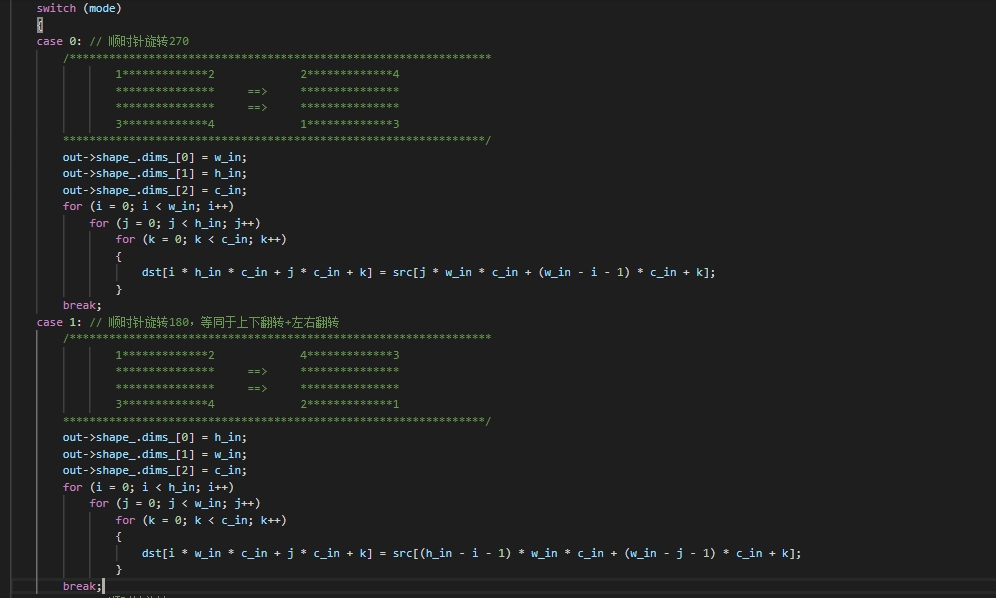 switch (mode)
{
case 0: // 顺时针旋转270
/****************************************************************
1*************2 2*************4
*************** ==> ***************
*************** ==> ***************
3*************4 1*************3
****************************************************************/
out->shape_.dims_[0] = w_in;
out->shape_.dims_[1] = h_in;
out->shape_.dims_[2] = c_in;
for (i = 0; i < w_in; i++)
for (j = 0; j < h_in; j++)
for (k = 0; k < c_in; k++)
{
dst[i * h_in * c_in + j * c_in + k] = src[j * w_in * c_in + (w_in - i - 1) * c_in + k];
}
break;
case 1: // 顺时针旋转180，等同于上下翻转+左右翻转
/****************************************************************
1*************2 4*************3
*************** ==> ***************
*************** ==> ***************
3*************4 2*************1
****************************************************************/
out->shape_.dims_[0] = h_in;
out->shape_.dims_[1] = w_in;
out->shape_.dims_[2] = c_in;
for (i = 0; i < h_in; i++)
for (j = 0; j < w_in; j++)
for (k = 0; k < c_in; k++)
{
dst[i * w_in * c_in + j * c_in + k] = src[(h_in - i - 1) * w_in * c_in + (w_in - j - 1) * c_in + k];
}
break;